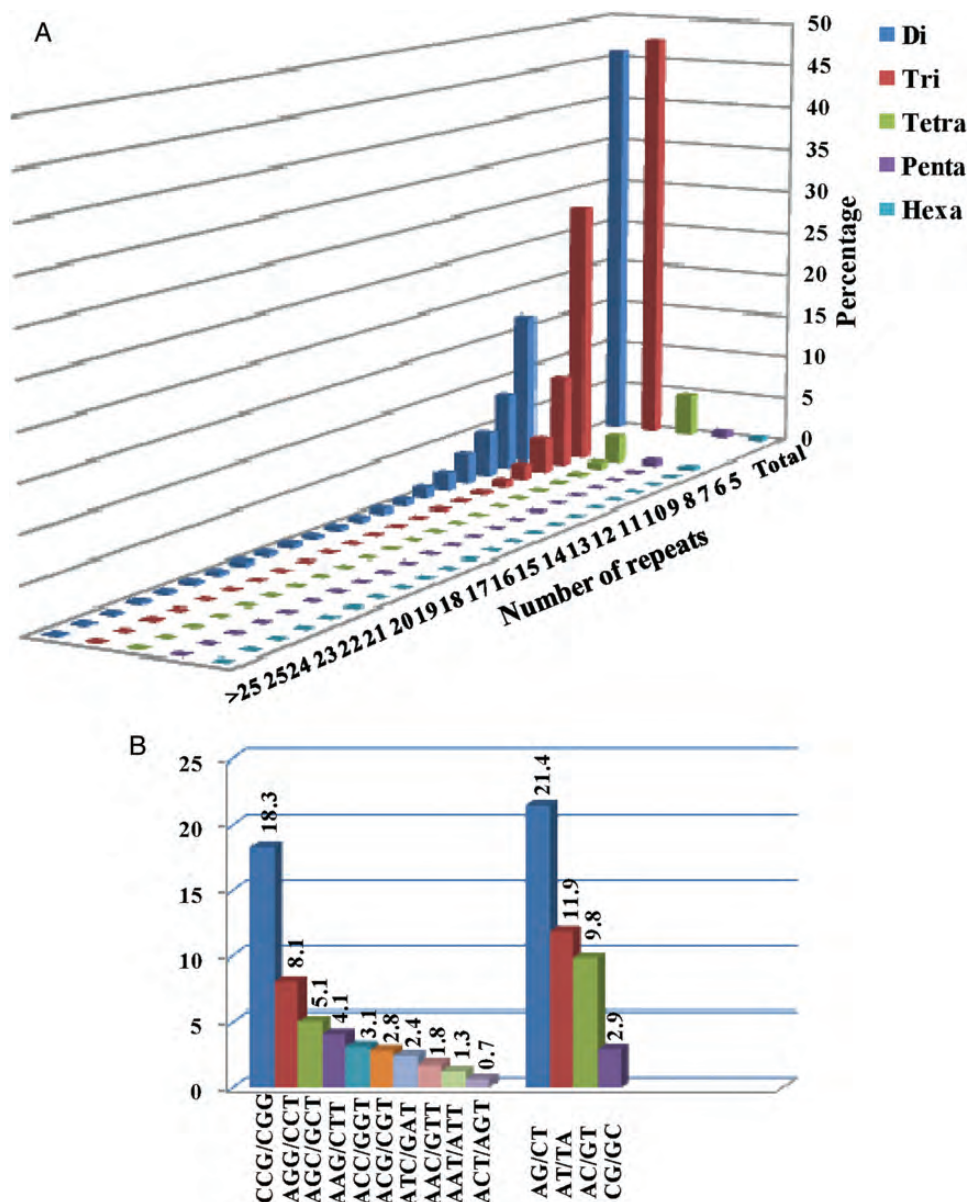 A
50
45
40
35
30
25
20
15
10
5
0
Percentage
Di
Tri
Tetra
Penta
Hexa
>25 25 24 23 22 21 20 19 18 17 16 15 14 13 12 11 10 9 8 7 6 5 Total
Number of repeats
B
25
20
15
10
5
0
18.3
8.1
5.1
4.1
3.1
2.8
2.4
1.8
1.3
0.7
21.4
11.9
9.8
2.9
CCG/CGG
AGG/CCT
AGC/GCT
AAG/CTT
ACC/GGT
ACG/CGT
ATC/GAT
AAC/GTT
AAT/ATT
ACT/AGT
AG/CT
AT/TA
AC/GT
CG/GC